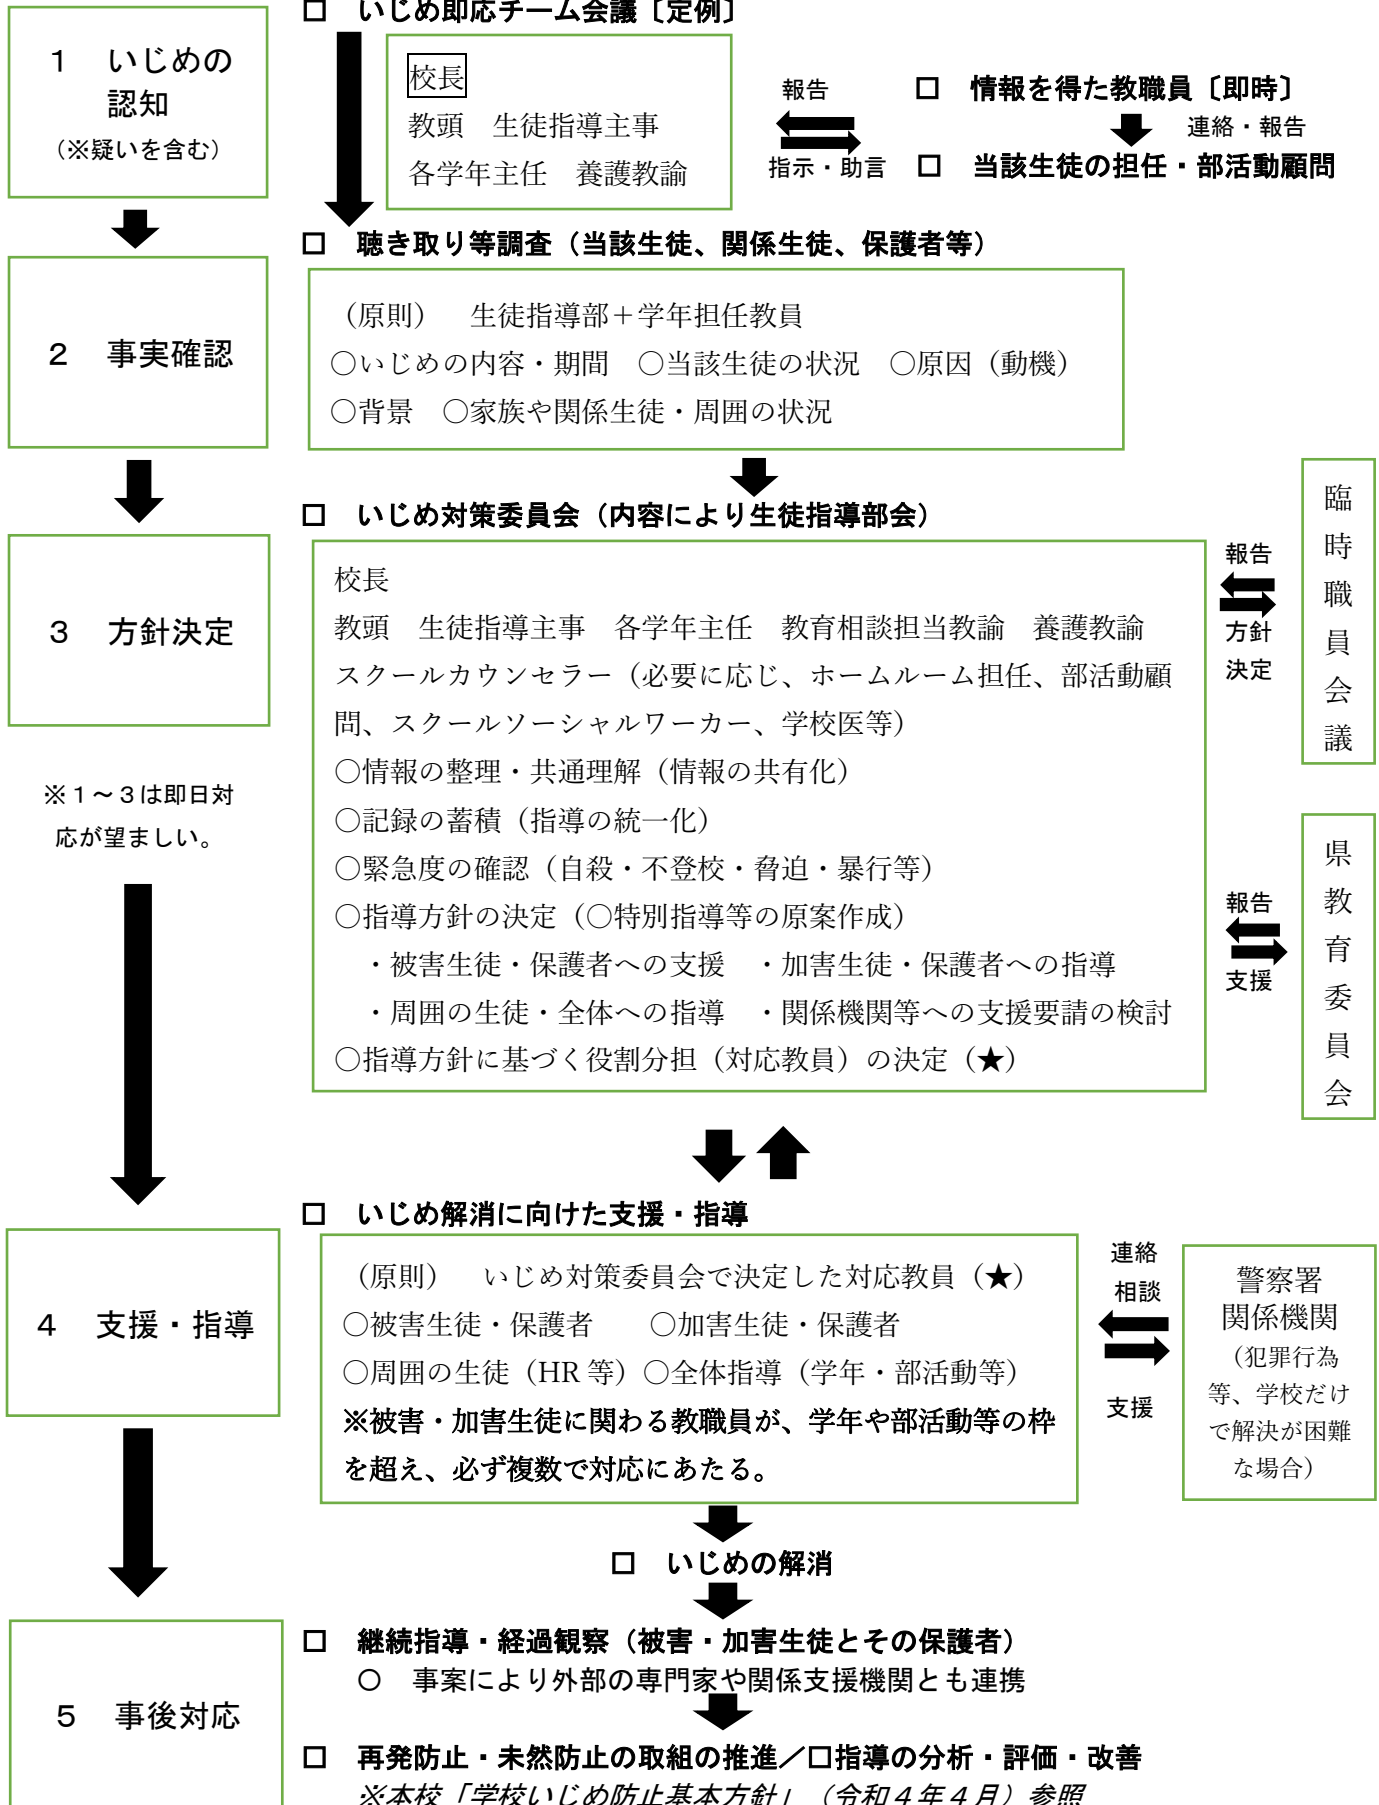 □　いじめ即応チーム会議〔定例〕
１　いじめの
認知
（※疑いを含む）
校長
教頭　生徒指導主事
各学年主任　養護教諭
報告
指示・助言
□　情報を得た教職員〔即時〕
連絡・報告
□　当該生徒の担任・部活動顧問
□　聴き取り等調査（当該生徒、関係生徒、保護者等）
２　事実確認
（原則）　生徒指導部＋学年担任教員
○いじめの内容・期間　○当該生徒の状況　○原因（動機）
○背景　○家族や関係生徒・周囲の状況
□　いじめ対策委員会（内容により生徒指導部会）
３　方針決定
校長
教頭　生徒指導主事　各学年主任　教育相談担当教諭　養護教諭
スクールカウンセラー（必要に応じ、ホームルーム担任、部活動顧
問、スクールソーシャルワーカー、学校医等）
○情報の整理・共通理解（情報の共有化）
○記録の蓄積（指導の統一化）
○緊急度の確認（自殺・不登校・脅迫・暴行等）
○指導方針の決定（○特別指導等の原案作成）
・被害生徒・保護者への支援　・加害生徒・保護者への指導
・周囲の生徒・全体への指導　・関係機関等への支援要請の検討
○指導方針に基づく役割分担（対応教員）の決定（★）
報告
方針
決定
臨時職員会議
報告
支援
県教育委員会
※１～３は即日対
応が望ましい。
□　いじめ解消に向けた支援・指導
４　支援・指導
（原則）　いじめ対策委員会で決定した対応教員（★）
○被害生徒・保護者　　○加害生徒・保護者
○周囲の生徒（HR 等）○全体指導（学年・部活動等）
※被害・加害生徒に関わる教職員が、学年や部活動等の枠
を超え、必ず複数で対応にあたる。
連絡
相談
支援
警察署
関係機関
（犯罪行為
等、学校だけ
で解決が困難
な場合）
□　いじめの解消
５　事後対応
□　継続指導・経過観察（被害・加害生徒とその保護者）
○　事案により外部の専門家や関係支援機関とも連携
□　再発防止・未然防止の取組の推進／□指導の分析・評価・改善
※本校「学校いじめ防止基本方針」（令和４年４月）参照